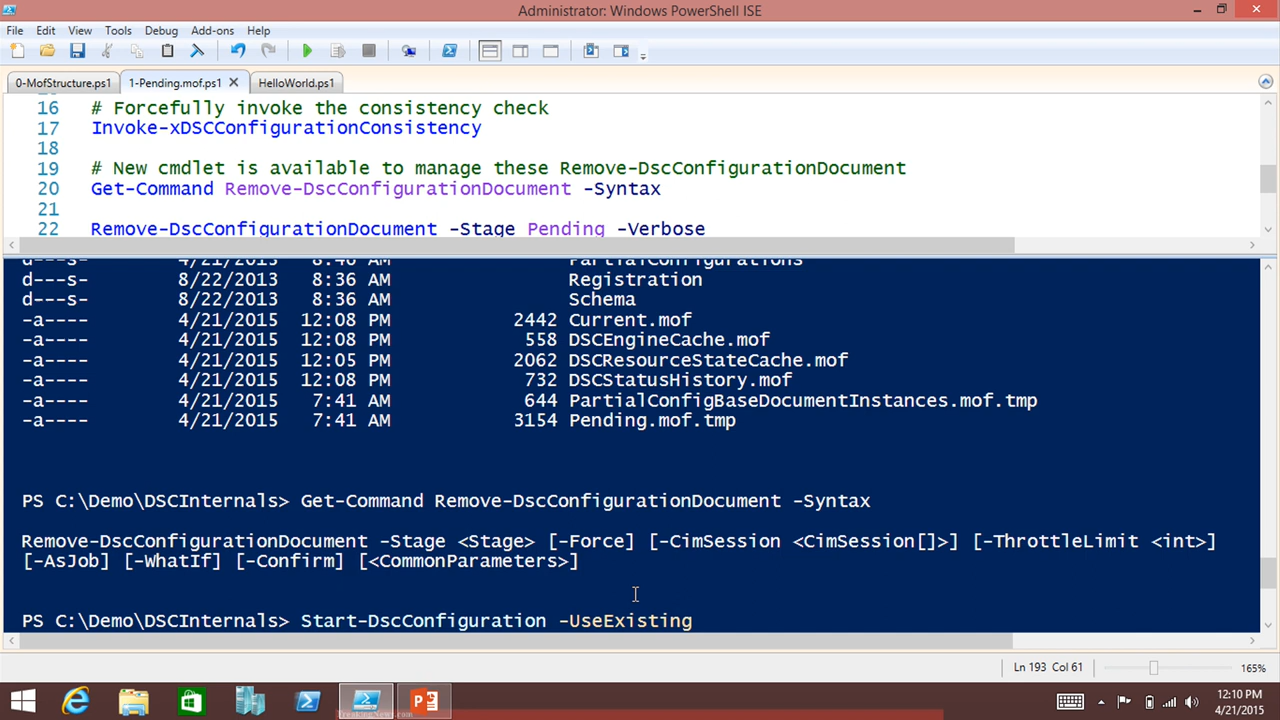 Administrator: Windows PowerShell ISE
File Edit View Tools Debug Add-ons Help
0-MofStructure.ps1 1-Pending.mof.ps1 HelloWorld.ps1
16 # Forcefully invoke the consistency check
17 Invoke-xDSCConfigurationConsistency
18
19 # New cmdlet is available to manage these Remove-DscConfigurationDocument
20 Get-Command Remove-DscConfigurationDocument -Syntax
21
22 Remove-DscConfigurationDocument -Stage Pending -Verbose
d---s- 4/21/2015 8:46 AM PartialConfigurations
d---s- 8/22/2013 8:36 AM Registration
d---s- 8/22/2013 8:36 AM Schema
-a---- 4/21/2015 12:08 PM 2442 Current.mof
-a---- 4/21/2015 12:08 PM 558 DSCEngineCache.mof
-a---- 4/21/2015 12:05 PM 2062 DSCResourceStateCache.mof
-a---- 4/21/2015 12:08 PM 732 DSCStatusHistory.mof
-a---- 4/21/2015 7:41 AM 644 PartialConfigBaseDocumentInstances.mof.tmp
-a---- 4/21/2015 7:41 AM 3154 Pending.mof.tmp
PS C:\Demo\DSCInternals> Get-Command Remove-DscConfigurationDocument -Syntax
Remove-DscConfigurationDocument -Stage <Stage> [-Force] [-CimSession <CimSession[]>] [-ThrottleLimit <int>]
[-AsJob] [-WhatIf] [-Confirm] [<CommonParameters>]
PS C:\Demo\DSCInternals> Start-DscConfiguration -UseExisting
Ln 193 Col 61 165%
12:10 PM
4/21/2015